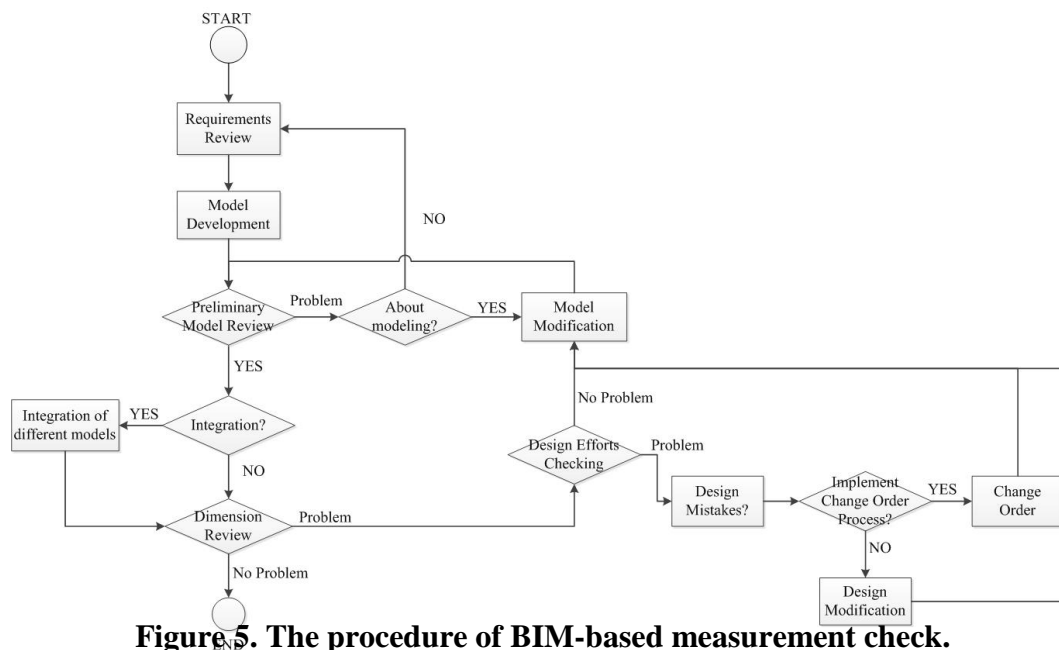 START
Requirements
Review
Model
Development
NO
Preliminary
Model Review
Problem
About
modeling?
YES
Model
Modification
YES
Integration of
different models
YES
Integration?
No Problem
Design Efforts
Checking
Problem
NO
Design
Mistakes?
Implement
Change Order
Process?
YES
Change
Order
Dimension
Review
Problem
NO
No Problem
Design
Modification
END
Figure 5. The procedure of BIM-based measurement check.